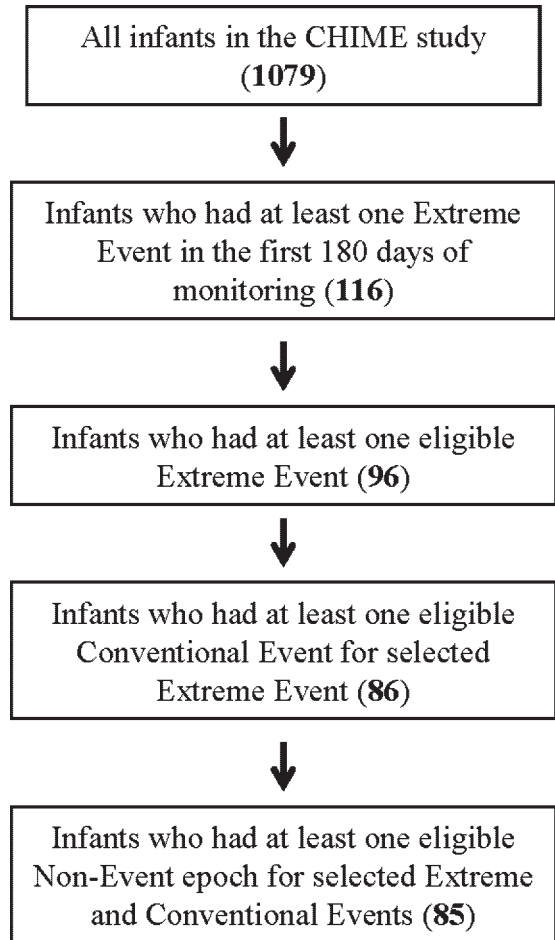 All infants in the CHIME study
(1079)
Infants who had at least one Extreme
Event in the first 180 days of
monitoring (116)
Infants who had at least one eligible
Extreme Event (96)
Infants who had at least one eligible
Conventional Event for selected
Extreme Event (86)
Infants who had at least one eligible
Non-Event epoch for selected Extreme
and Conventional Events (85)